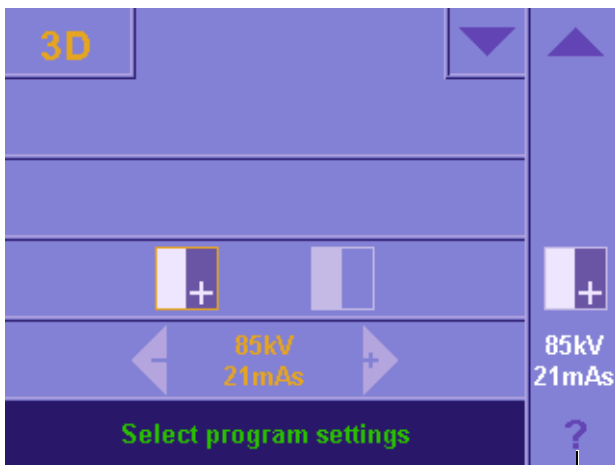 3D
+
+
- 85kV +
21mAs
85kV
21mAs
Select program settings
?